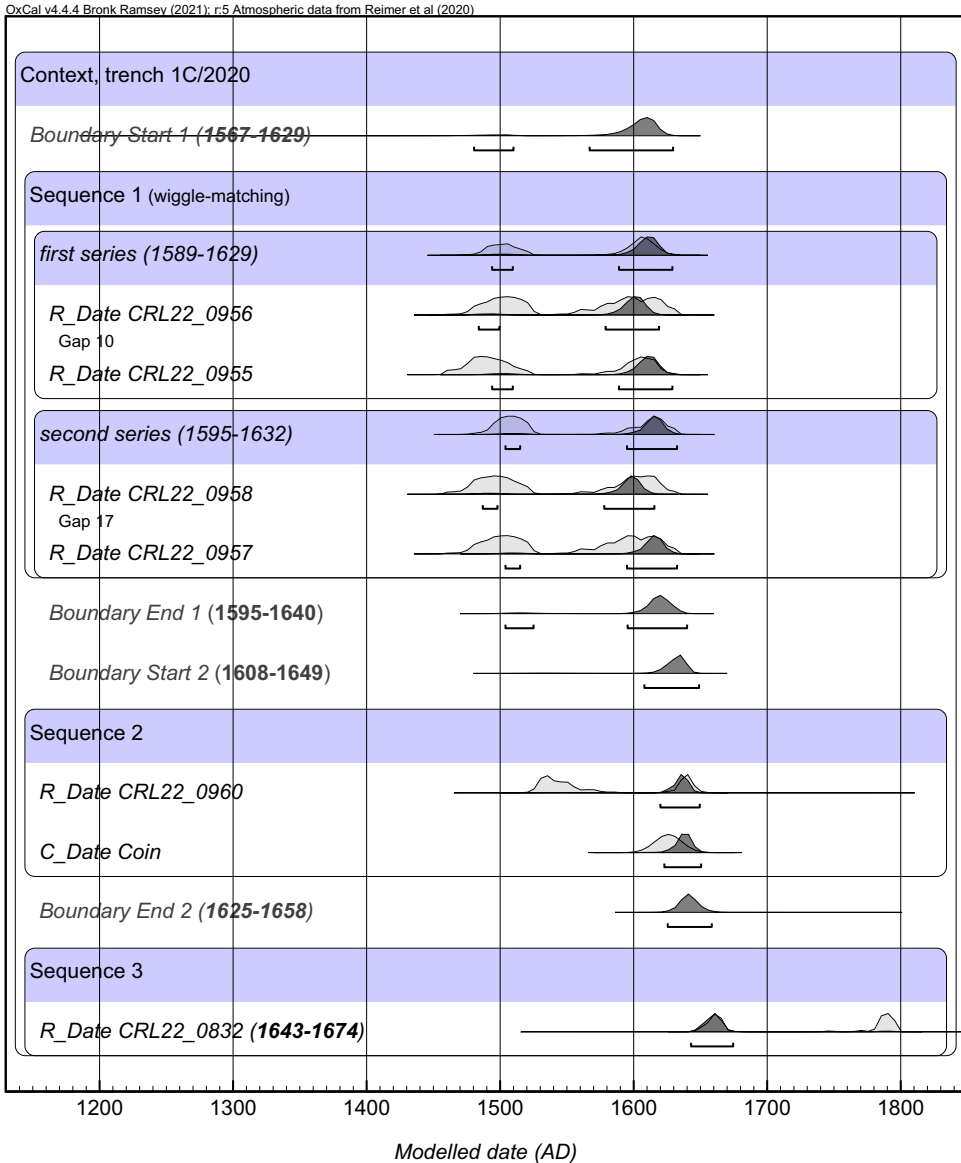 OxCal v4.4.4 Bronk Ramsey (2021); r:5 Atmospheric data from Reimer et al (2020)
Context, trench 1C/2020
Boundary Start 1 (1567-1629)
Sequence 1 (wiggle-matching)
first series (1589-1629)
R_Date CRL22_0956
Gap 10
R_Date CRL22_0955
second series (1595-1632)
R_Date CRL22_0958
Gap 17
R_Date CRL22_0957
Boundary End 1 (1595-1640)
Boundary Start 2 (1608-1649)
Sequence 2
R_Date CRL22_0960
C_Date Coin
Boundary End 2 (1625-1658)
Sequence 3
R_Date CRL22_0832 (1643-1674)
1200 1300 1400 1500 1600 1700 1800
Modelled date (AD)